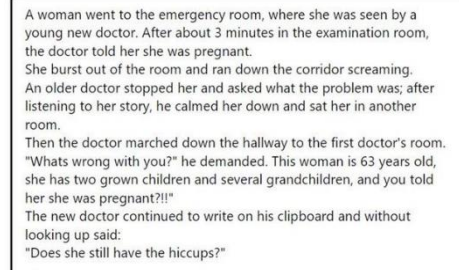 A woman went to the emergency room, where she was seen by a
young new doctor. After about 3 minutes in the examination room,
the doctor told her she was pregnant.
She burst out of the room and ran down the corridor screaming.
An older doctor stopped her and asked what the problem was; after
listening to her story, he calmed her down and sat her in another
room.
Then the doctor marched down the hallway to the first doctor's room.
"Whats wrong with you?" he demanded. This woman is 63 years old,
she has two grown children and several grandchildren, and you told
her she was pregnant?!!"
The new doctor continued to write on his clipboard and without
looking up said:
"Does she still have the hiccups?"